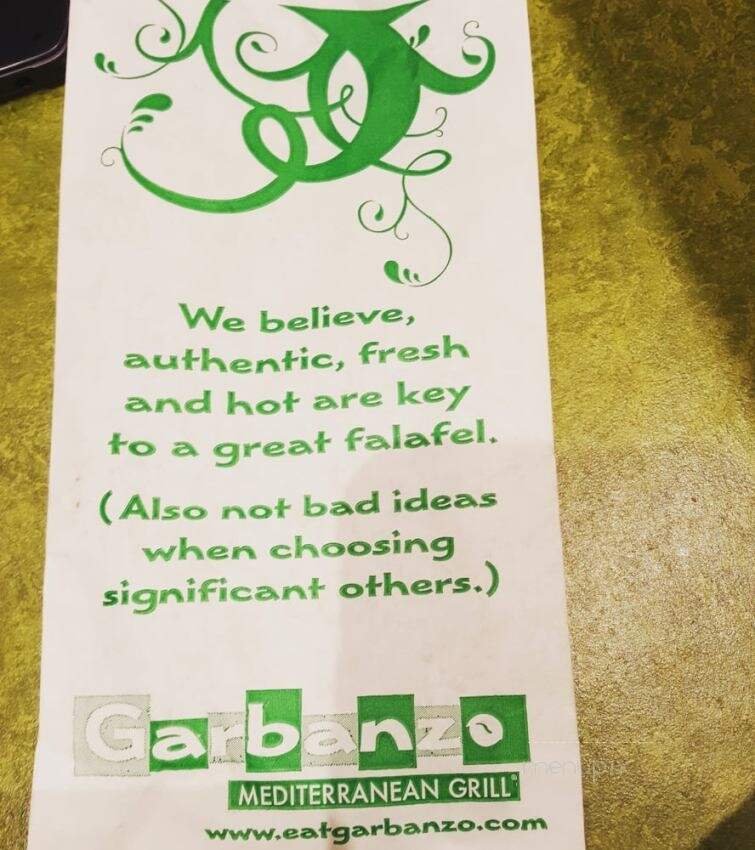 We believe,
authentic, fresh
and hot are key
to a great falafel.
(Also not bad ideas
when choosing
significant others.)
Garbanzo
MEDITERRANEAN GRILL®
www.eatgarbanzo.com